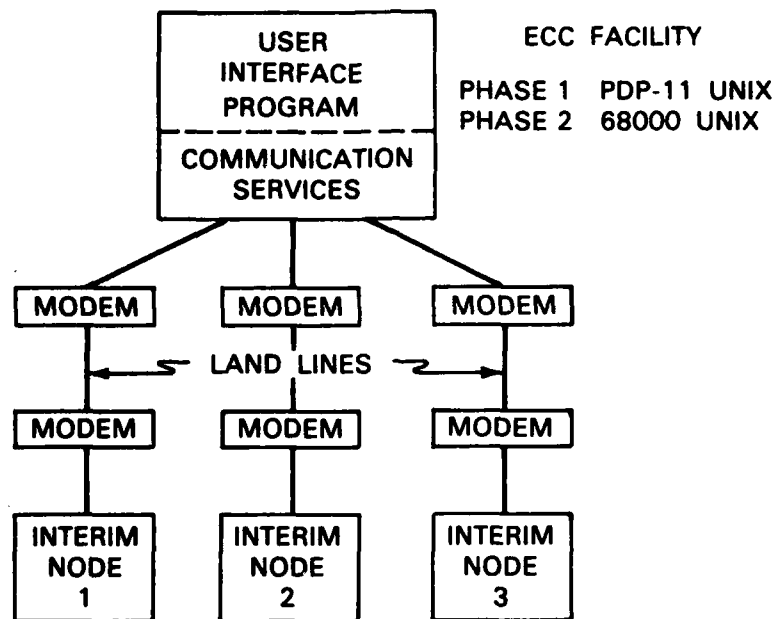 USER
INTERFACE
PROGRAM
COMMUNICATION
SERVICES
ECC FACILITY
PHASE 1 PDP-11 UNIX
PHASE 2 68000 UNIX
MODEM
MODEM
MODEM
LAND LINES
MODEM
MODEM
MODEM
INTERIM
NODE
1
INTERIM
NODE
2
INTERIM
NODE
3